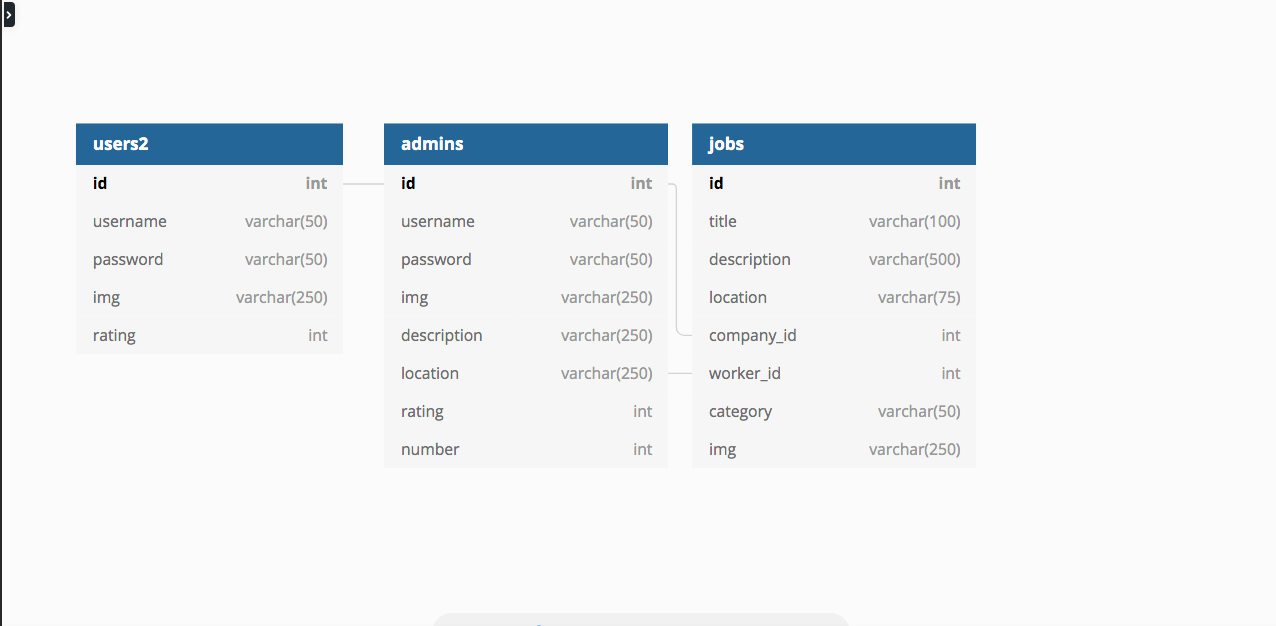 users2
id int
username varchar(50)
password varchar(50)
img varchar(250)
rating int
admins
id int
username varchar(50)
password varchar(50)
img varchar(250)
description varchar(250)
location varchar(250)
rating int
number int
jobs
id int
title varchar(100)
description varchar(500)
location varchar(75)
company_id int
worker_id int
category varchar(50)
img varchar(250)